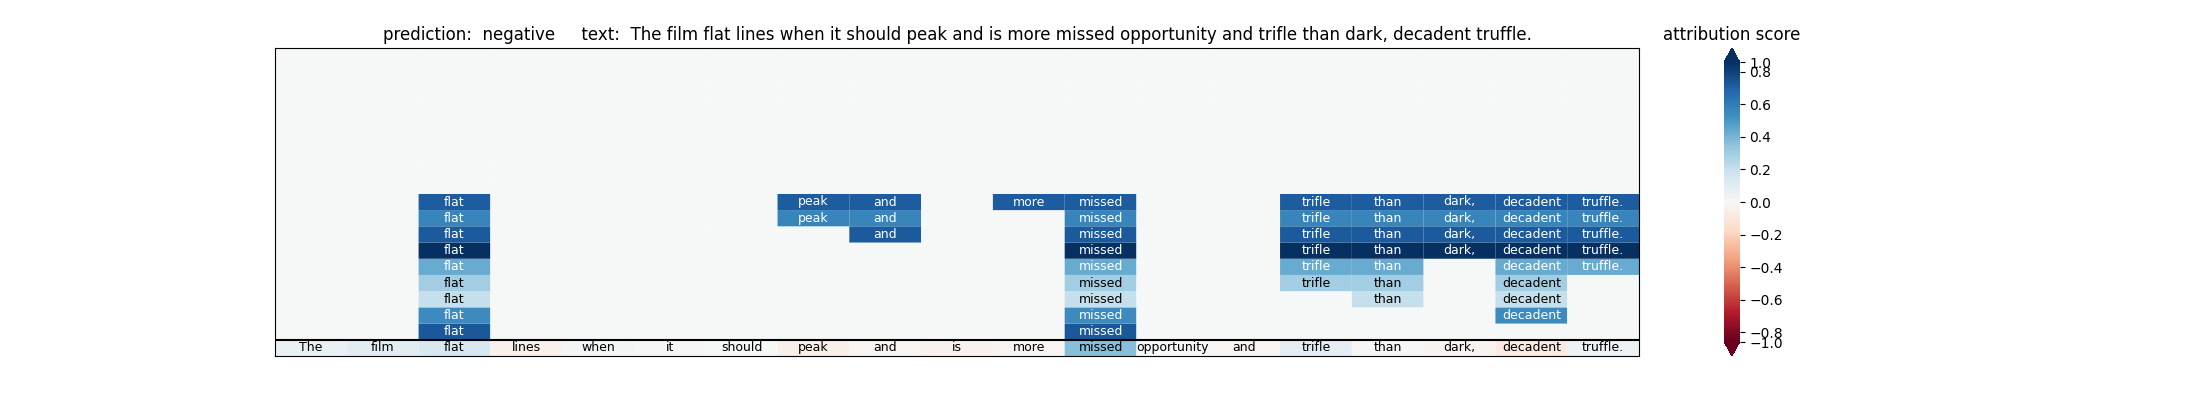 prediction:  negative     text:  The film flat lines when it should peak and is more missed opportunity and trifle than dark, decadent truffle.
attribution score
1.0
0.8
0.6
0.4
0.2
0.0
−0.2
−0.4
−0.6
−0.8
−1.0
flat peak and more missed trifle than dark, decadent truffle.
flat peak and missed trifle than dark, decadent truffle.
flat and missed trifle than dark, decadent truffle.
flat missed trifle than dark, decadent truffle.
flat missed trifle than decadent truffle.
flat missed trifle than decadent
flat missed than decadent
flat missed decadent
flat missed
The film flat lines when it should peak and is more missed opportunity and trifle than dark, decadent truffle.